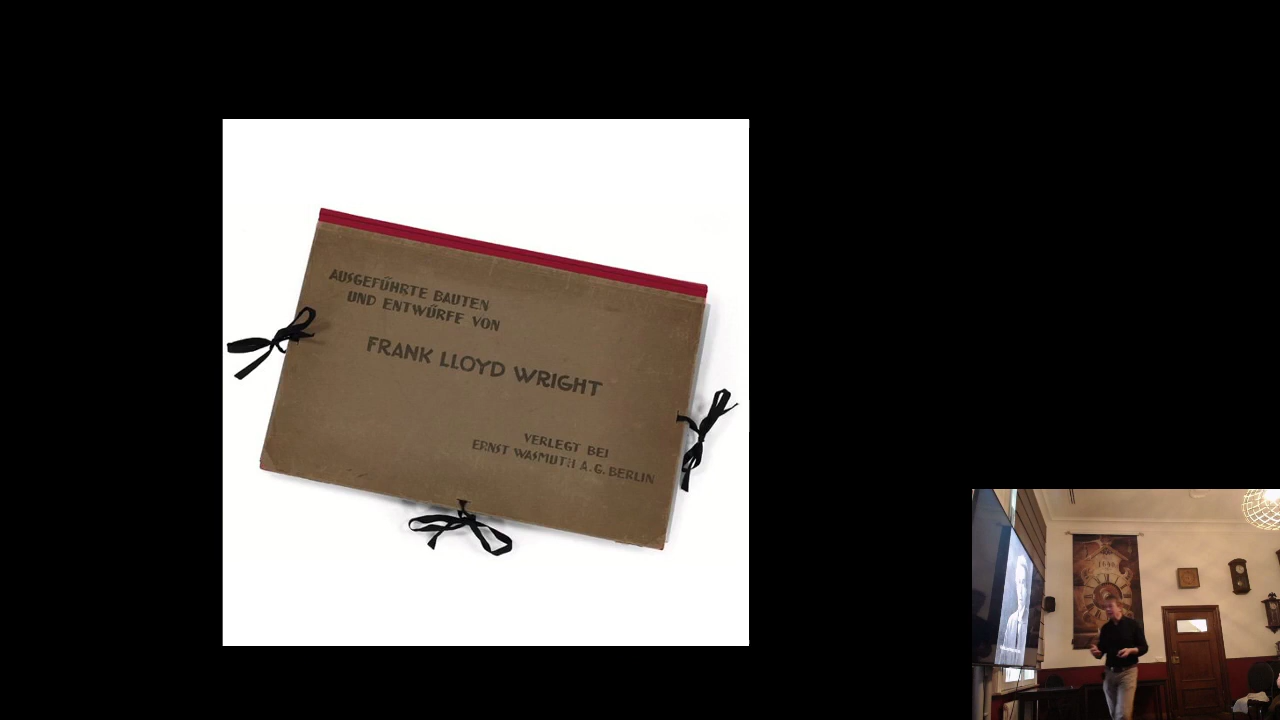 AUSGEFÜHRTE BAUTEN
UND ENTWÜRFE VON
FRANK LLOYD WRIGHT
VERLEGT BEI
ERNST WASMUTH A.G. BERLIN